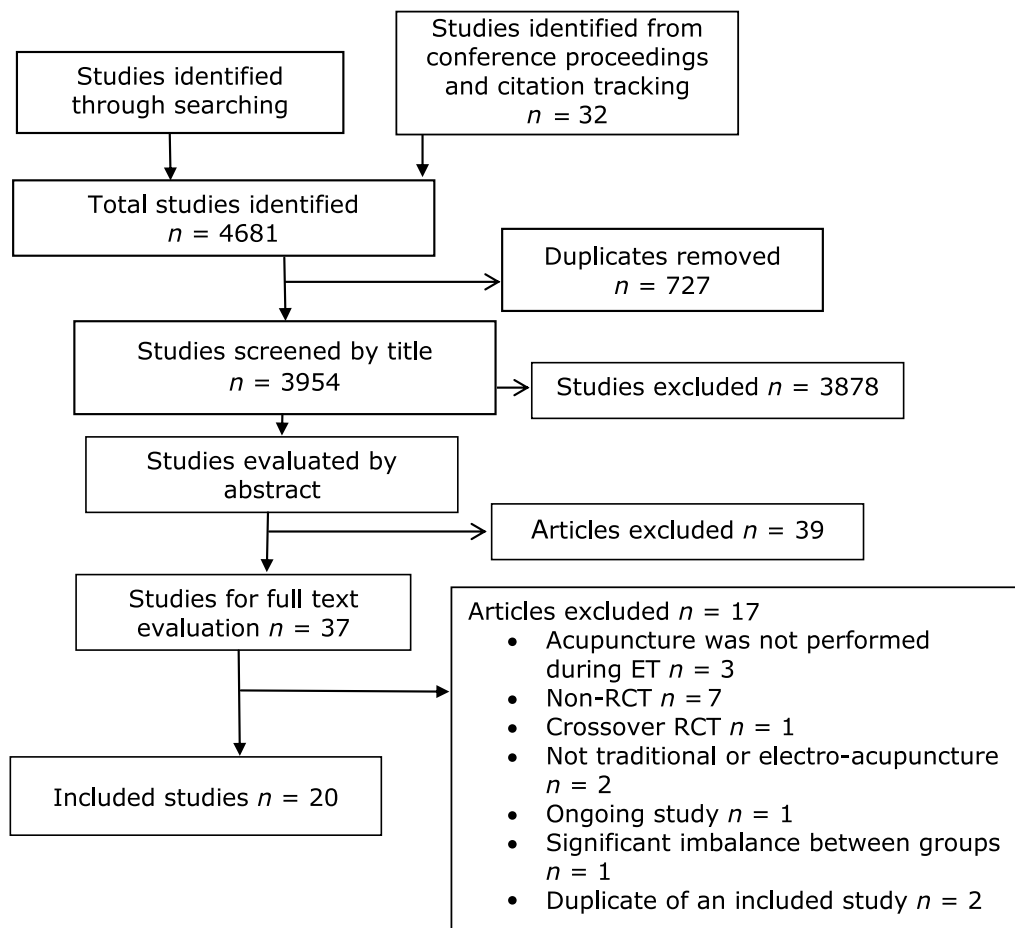 Studies identified
through searching
Studies identified from
conference proceedings
and citation tracking
n = 32
Total studies identified
n = 4681
Duplicates removed
n = 727
Studies screened by title
n = 3954
Studies excluded n = 3878
Studies evaluated by
abstract
Articles excluded n = 39
Studies for full text
evaluation n = 37
Articles excluded n = 17
• Acupuncture was not performed
during ET n = 3
• Non-RCT n = 7
• Crossover RCT n = 1
• Not traditional or electro-acupuncture
n = 2
• Ongoing study n = 1
• Significant imbalance between groups
n = 1
• Duplicate of an included study n = 2
Included studies n = 20